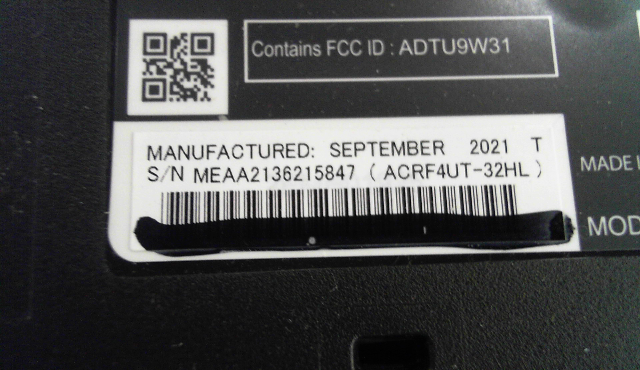 Contains FCC ID : ADTU9W31
MANUFACTURED: SEPTEMBER 2021 T
S/N MEAA2136215847 ( ACRF4UT-32HL )
MADE
MOD